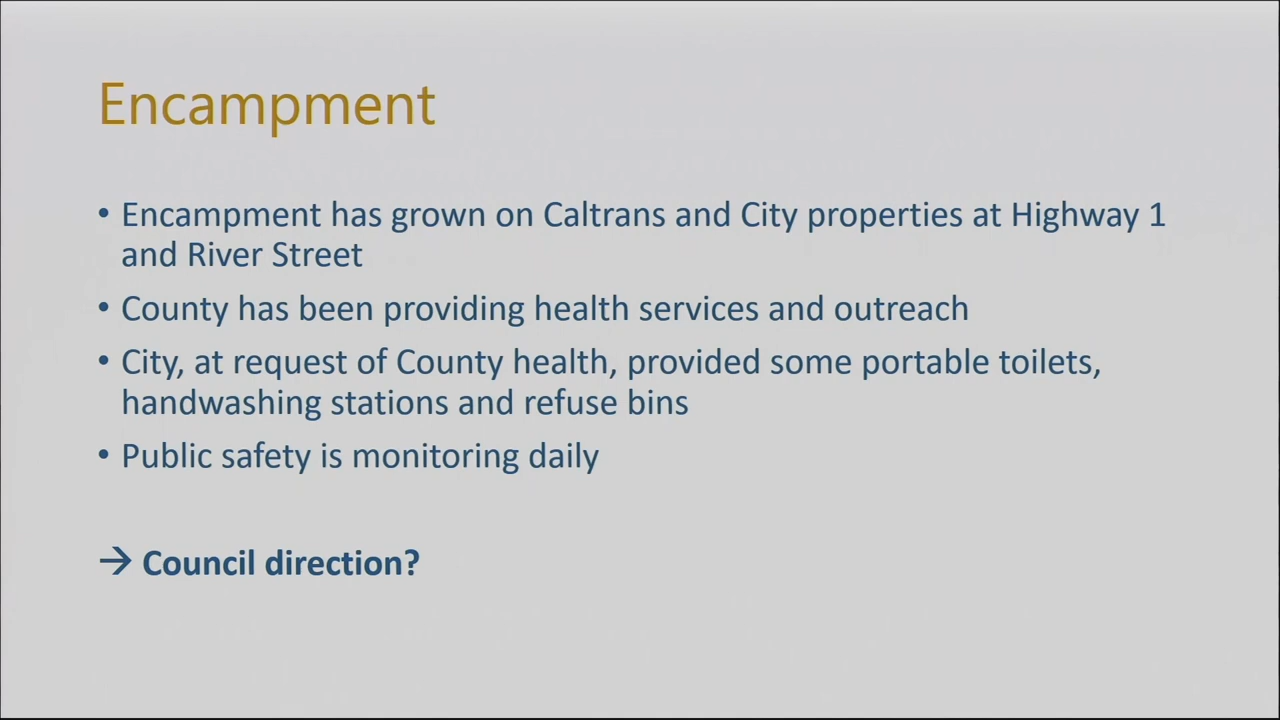 Encampment
• Encampment has grown on Caltrans and City properties at Highway 1
and River Street
• County has been providing health services and outreach
• City, at request of County health, provided some portable toilets,
handwashing stations and refuse bins
• Public safety is monitoring daily
→ Council direction?